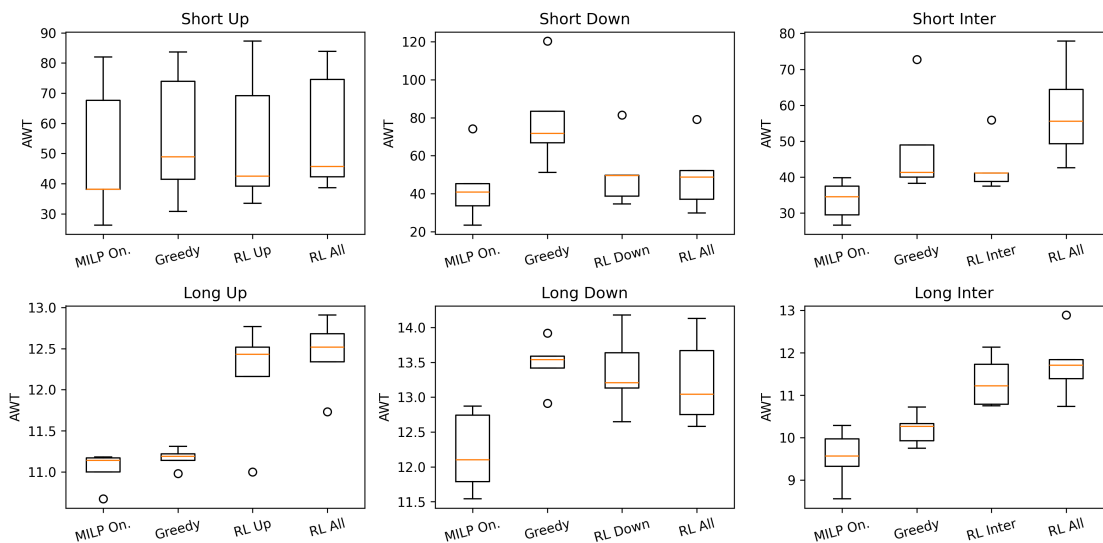 Short Up
Short Down
Short Inter
AWT
90
80
70
60
50
40
30
MILP On.
Greedy
RL Up
RL All
AWT
120
100
80
60
40
20
MILP On.
Greedy
RL Down
RL All
AWT
80
70
60
50
40
30
MILP On.
Greedy
RL Inter
RL All
Long Up
Long Down
Long Inter
AWT
13.0
12.5
12.0
11.5
11.0
MILP On.
Greedy
RL Up
RL All
AWT
14.0
13.5
13.0
12.5
12.0
11.5
MILP On.
Greedy
RL Down
RL All
AWT
13
12
11
10
9
MILP On.
Greedy
RL Inter
RL All